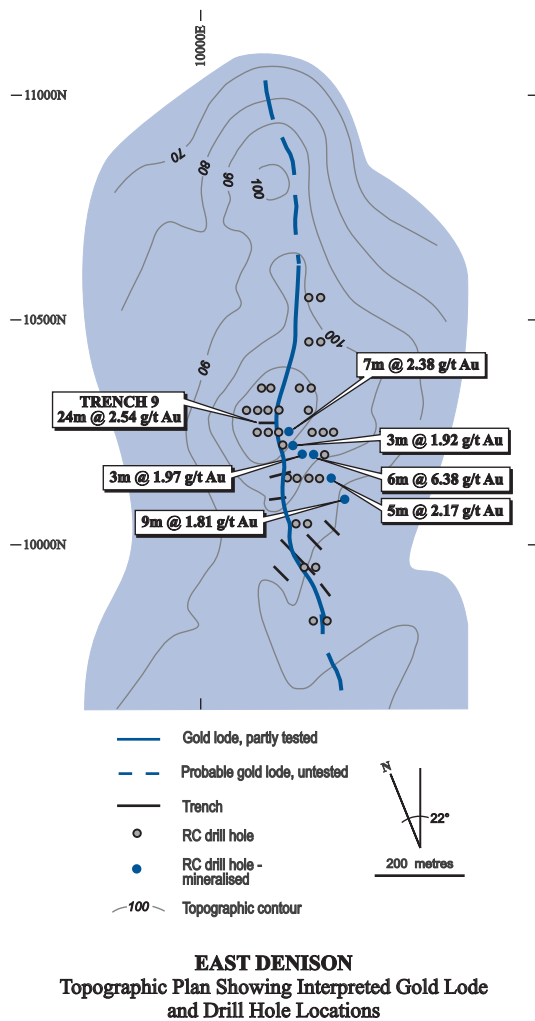 10000E
11000N
70
80
90
100
10500N
100
90
7m @ 2.38 g/t Au
TRENCH 9
24m @ 2.54 g/t Au
3m @ 1.92 g/t Au
3m @ 1.97 g/t Au
6m @ 6.38 g/t Au
5m @ 2.17 g/t Au
9m @ 1.81 g/t Au
10000N
Gold lode, partly tested
Probable gold lode, untested
Trench
RC drill hole
RC drill hole -
mineralised
100
Topographic contour
N
22°
200 metres
EAST DENISON
Topographic Plan Showing Interpreted Gold Lode
and Drill Hole Locations